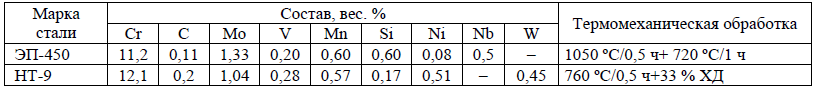 Марка стали | Состав, вес. % | Термомеханическая обработка
Cr | C | Mo | V | Mn | Si | Ni | Nb | W
ЭП-450 | 11,2 | 0,11 | 1,33 | 0,20 | 0,60 | 0,60 | 0,08 | 0,5 | – | 1050 ºС/0,5 ч+ 720 ºС/1 ч
НТ-9 | 12,1 | 0,2 | 1,04 | 0,28 | 0,57 | 0,17 | 0,51 | – | 0,45 | 760 ºС/0,5 ч+33 % ХД